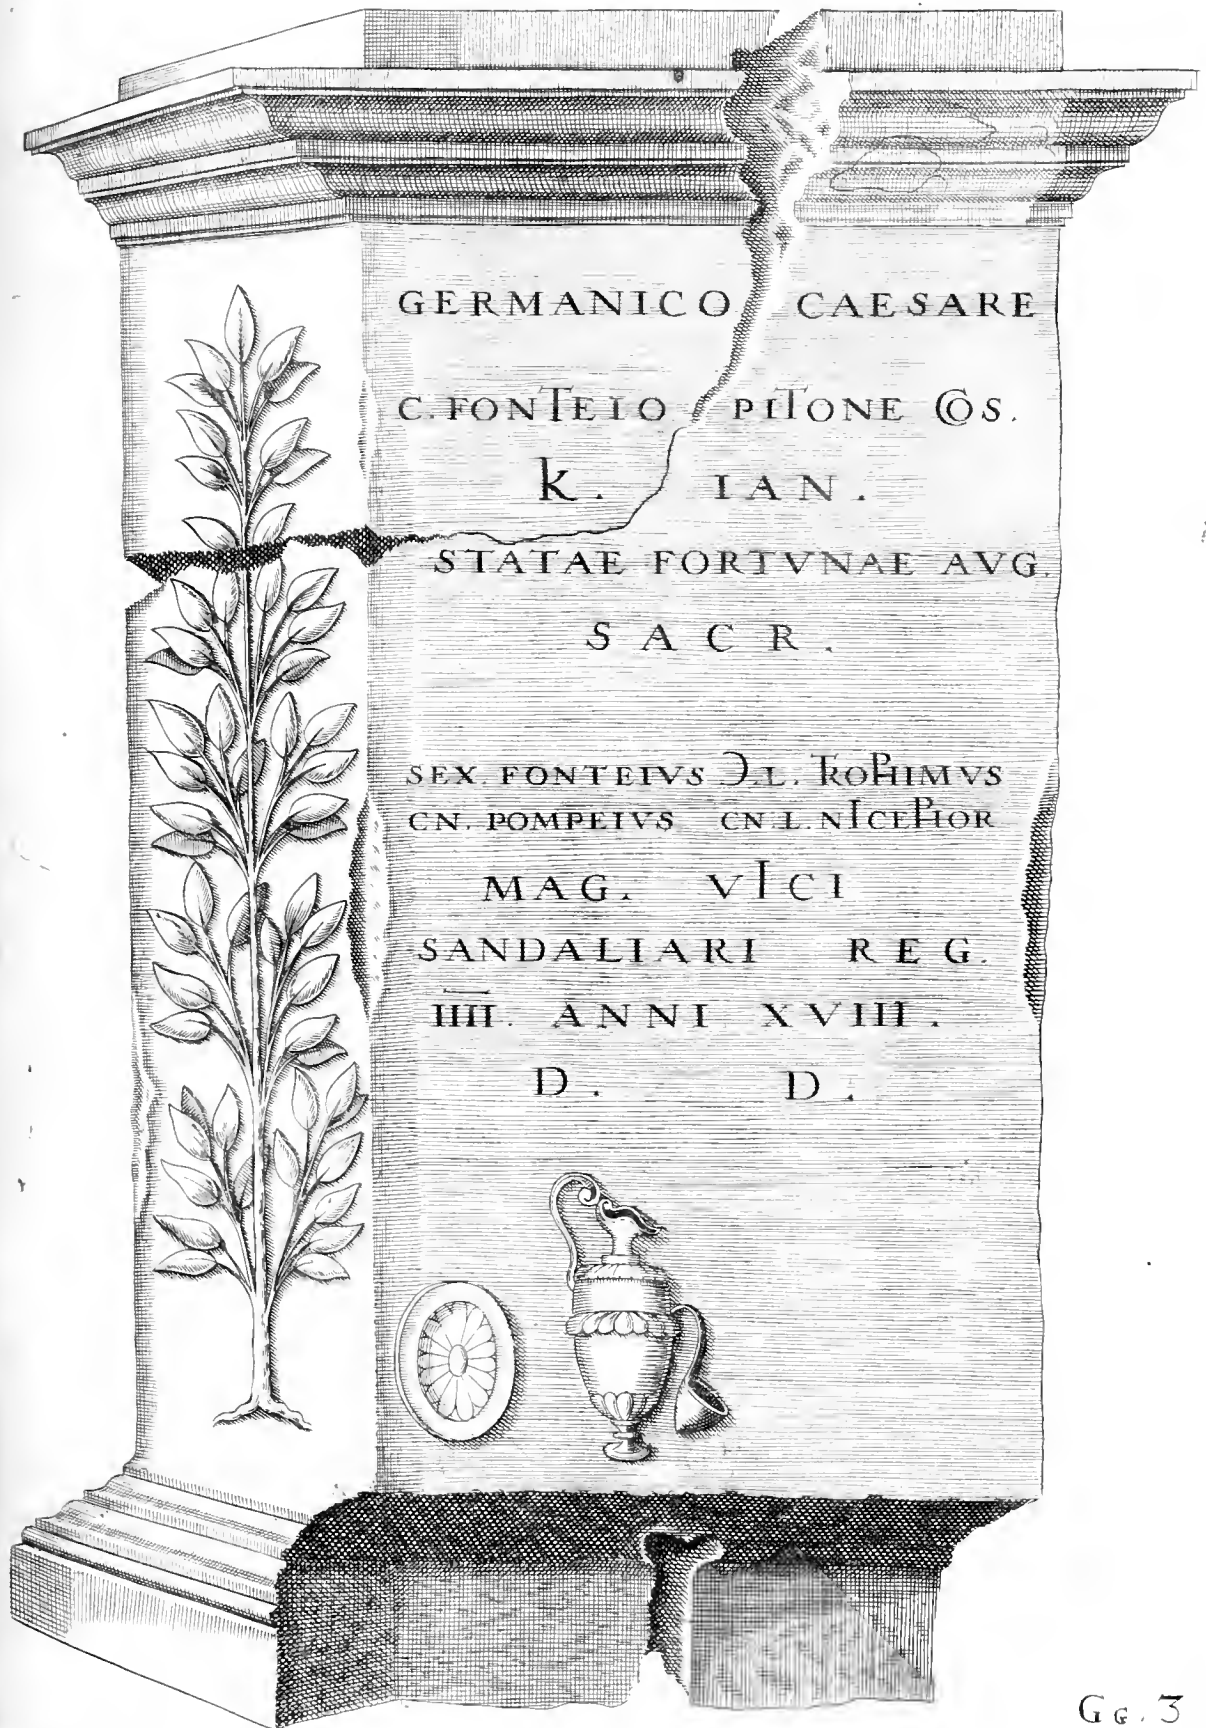 GERMANICO CAESARE
C. FONTEIO PITONE COS.
K. IAN.
STATAE FORTVNAE AVG.
SACR.
SEX. FONTEIVS Ɔ.L. TROPHIMVS
CN. POMPEIVS CN.L. NICEPHOR
MAG. VICI
SANDALIARI REG.
IIII. ANNI XVIII.
D. D.
Gg. 3